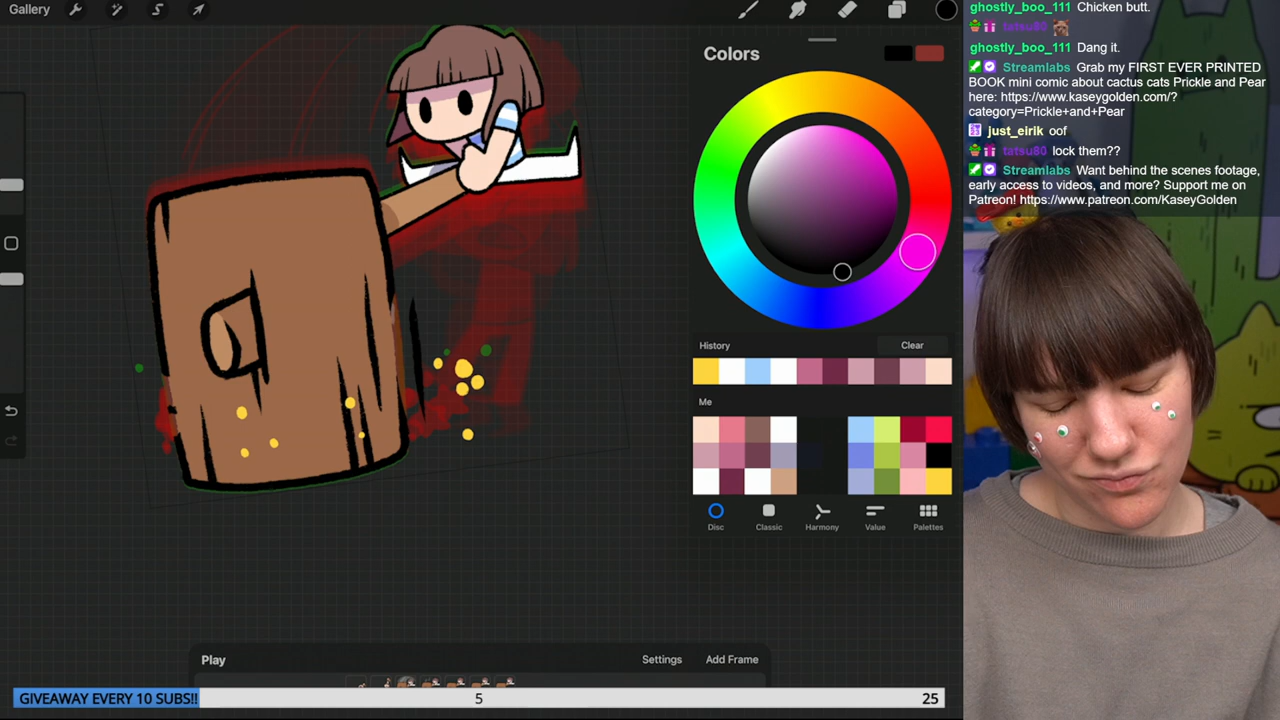 Gallery
Colors
History
Clear
Me
Disc
Classic
Harmony
Value
Palettes
Play
Settings
Add Frame
GIVEAWAY EVERY 10 SUBS!!
5
25
ghostly_boo_111 Chicken butt.
tatsu80
ghostly_boo_111 Dang it.
Streamlabs Grab my FIRST EVER PRINTED
BOOK mini comic about cactus cats Prickle and Pear
here: https://www.kaseygolden.com/?
category=Prickle+and+Pear
just_eirik oof
tatsu80 lock them??
Streamlabs Want behind the scenes footage,
early access to videos, and more? Support me on
Patreon! https://www.patreon.com/KaseyGolden